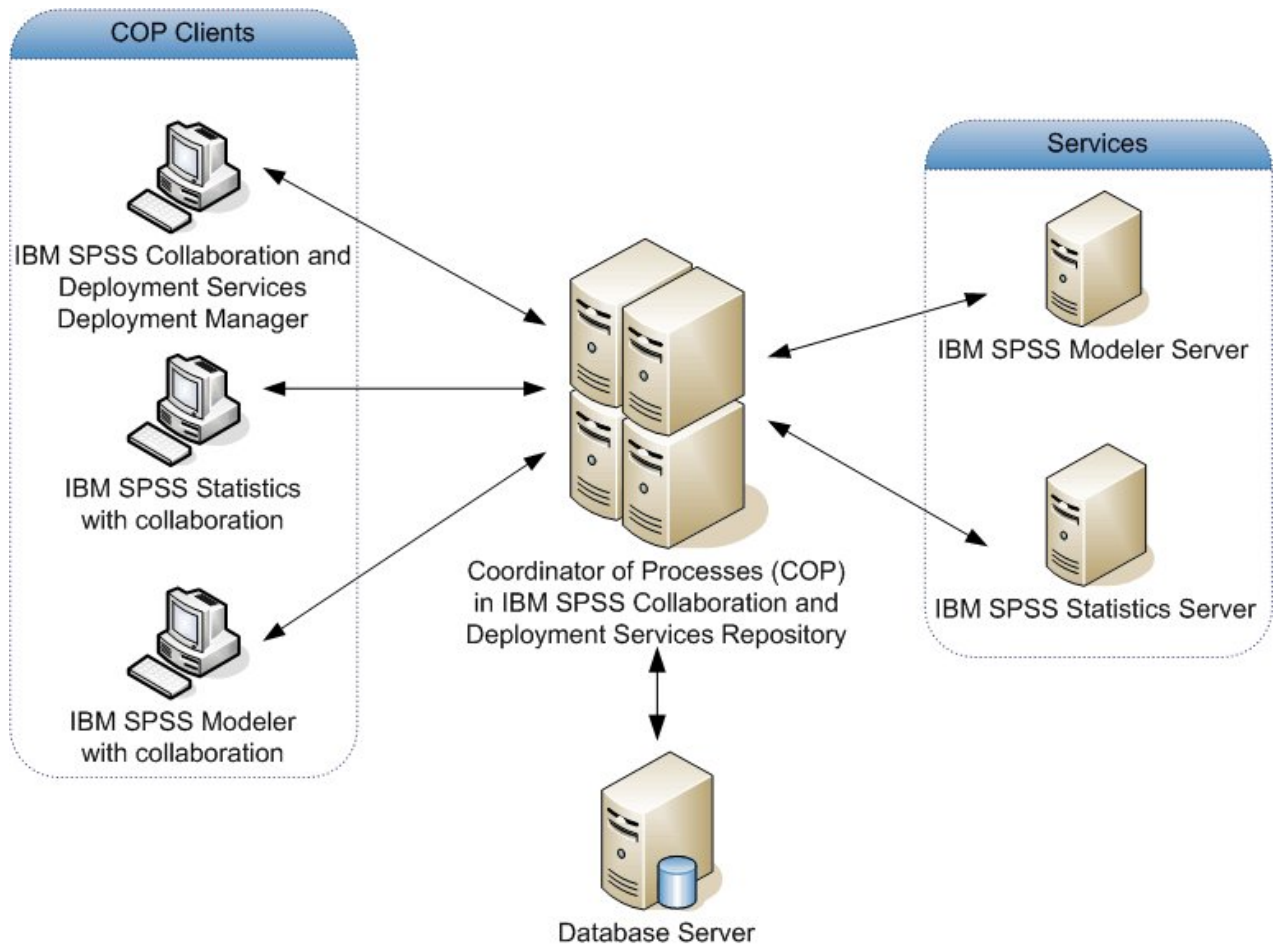 COP Clients
IBM SPSS Collaboration and
Deployment Services
Deployment Manager
IBM SPSS Statistics
with collaboration
IBM SPSS Modeler
with collaboration
Coordinator of Processes (COP)
in IBM SPSS Collaboration and
Deployment Services Repository
Database Server
Services
IBM SPSS Modeler Server
IBM SPSS Statistics Server